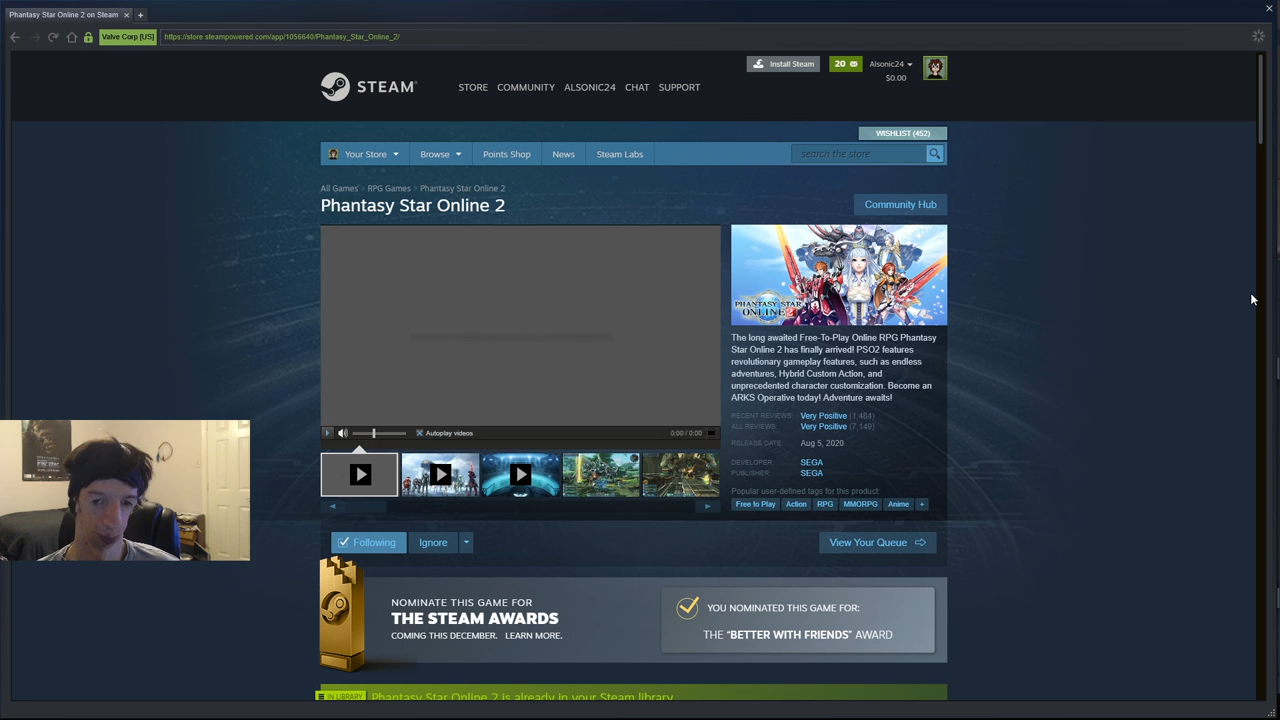 Phantasy Star Online 2 on Steam
Valve Corp [US]
https://store.steampowered.com/app/1056640/Phantasy_Star_Online_2/
Install Steam
20
Alsonic24
$0.00
STEAM
STORE COMMUNITY ALSONIC24 CHAT SUPPORT
WISHLIST (452)
Your Store Browse Points Shop News Steam Labs
search the store
All Games > RPG Games > Phantasy Star Online 2
Phantasy Star Online 2
Community Hub
PHANTASY STAR
ONLINE 2
The long awaited Free-To-Play Online RPG Phantasy
Star Online 2 has finally arrived! PSO2 features
revolutionary gameplay features, such as endless
adventures, Hybrid Custom Action, and
unprecedented character customization. Become an
ARKS Operative today! Adventure awaits!
RECENT REVIEWS: Very Positive (1,484)
ALL REVIEWS: Very Positive (7,149)
RELEASE DATE: Aug 5, 2020
DEVELOPER: SEGA
PUBLISHER: SEGA
Popular user-defined tags for this product:
Free to Play Action RPG MMORPG Anime +
Autoplay videos
0:00 / 0:00
Following
Ignore
View Your Queue
NOMINATE THIS GAME FOR
THE STEAM AWARDS
COMING THIS DECEMBER. LEARN MORE.
YOU NOMINATED THIS GAME FOR:
THE "BETTER WITH FRIENDS" AWARD
IN LIBRARY
Phantasy Star Online 2 is already in your Steam library